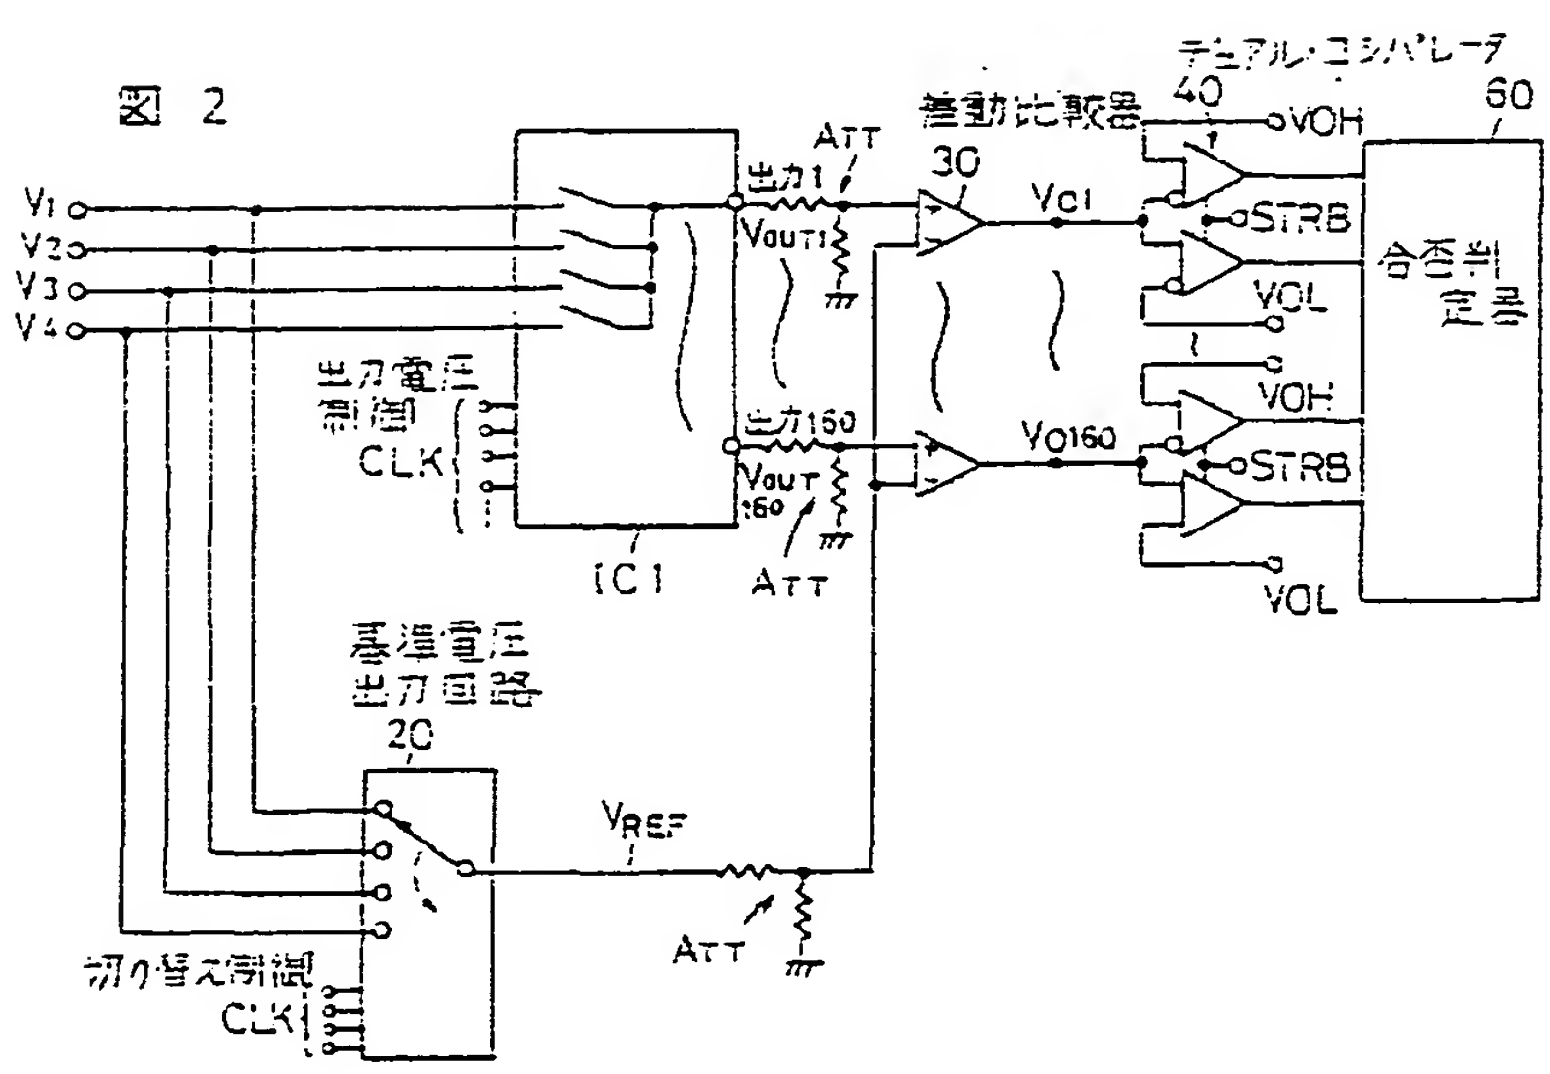 図 2
デュアル・コンパレータ
40
60
差動比較器
30
VOH
ATT
出力1
V1
V2
V3
V4
VOUT1
VO1
STRB
合否判
定器
VOL
出力電圧
制御
CLK
出力160
VOUT
160
VO160
VOH
STRB
ATT
IC1
VOL
基準電圧
出力回路
20
VREF
ATT
切り替え制御
CLK